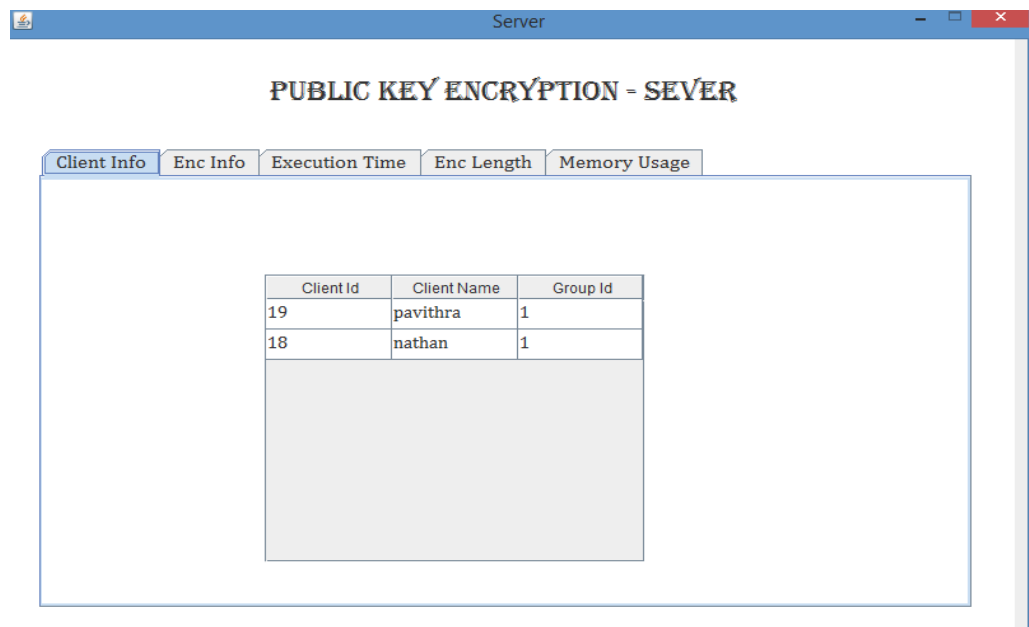 Server
PUBLIC KEY ENCRYPTION - SEVER
Client Info Enc Info Execution Time Enc Length Memory Usage
Client Id Client Name Group Id
19 pavithra 1
18 nathan 1